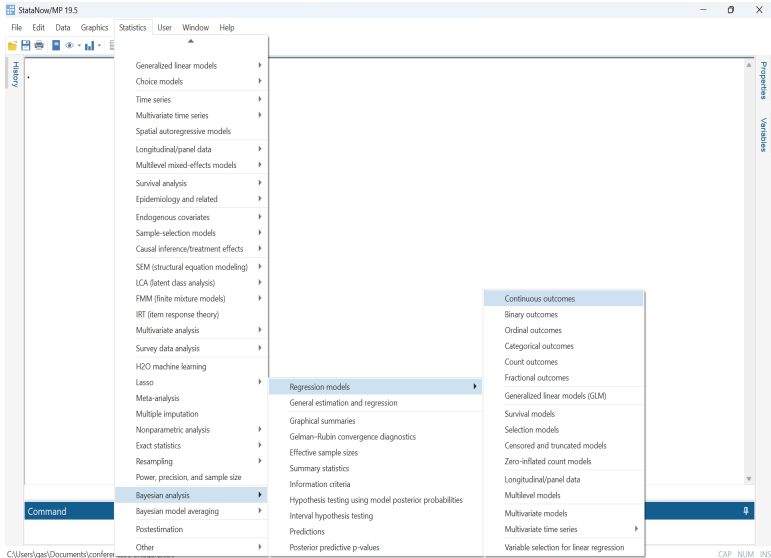 StataNow/MP 19.5
File Edit Data Graphics Statistics User Window Help
History
Properties
Variables
Generalized linear models
Choice models
Time series
Multivariate time series
Spatial autoregressive models
Longitudinal/panel data
Multilevel mixed-effects models
Survival analysis
Epidemiology and related
Endogenous covariates
Sample-selection models
Causal inference/treatment effects
SEM (structural equation modeling)
LCA (latent class analysis)
FMM (finite mixture models)
IRT (item response theory)
Multivariate analysis
Survey data analysis
H2O machine learning
Lasso
Meta-analysis
Multiple imputation
Nonparametric analysis
Exact statistics
Resampling
Power, precision, and sample size
Bayesian analysis
Bayesian model averaging
Postestimation
Other
Regression models
General estimation and regression
Graphical summaries
Gelman–Rubin convergence diagnostics
Effective sample sizes
Summary statistics
Information criteria
Hypothesis testing using model posterior probabilities
Interval hypothesis testing
Predictions
Posterior predictive p-values
Continuous outcomes
Binary outcomes
Ordinal outcomes
Categorical outcomes
Count outcomes
Fractional outcomes
Generalized linear models (GLM)
Survival models
Selection models
Censored and truncated models
Zero-inflated count models
Longitudinal/panel data
Multilevel models
Multivariate models
Multivariate time series
Variable selection for linear regression
Command
C:\Users\gas\Documents\confere
CAP NUM INS